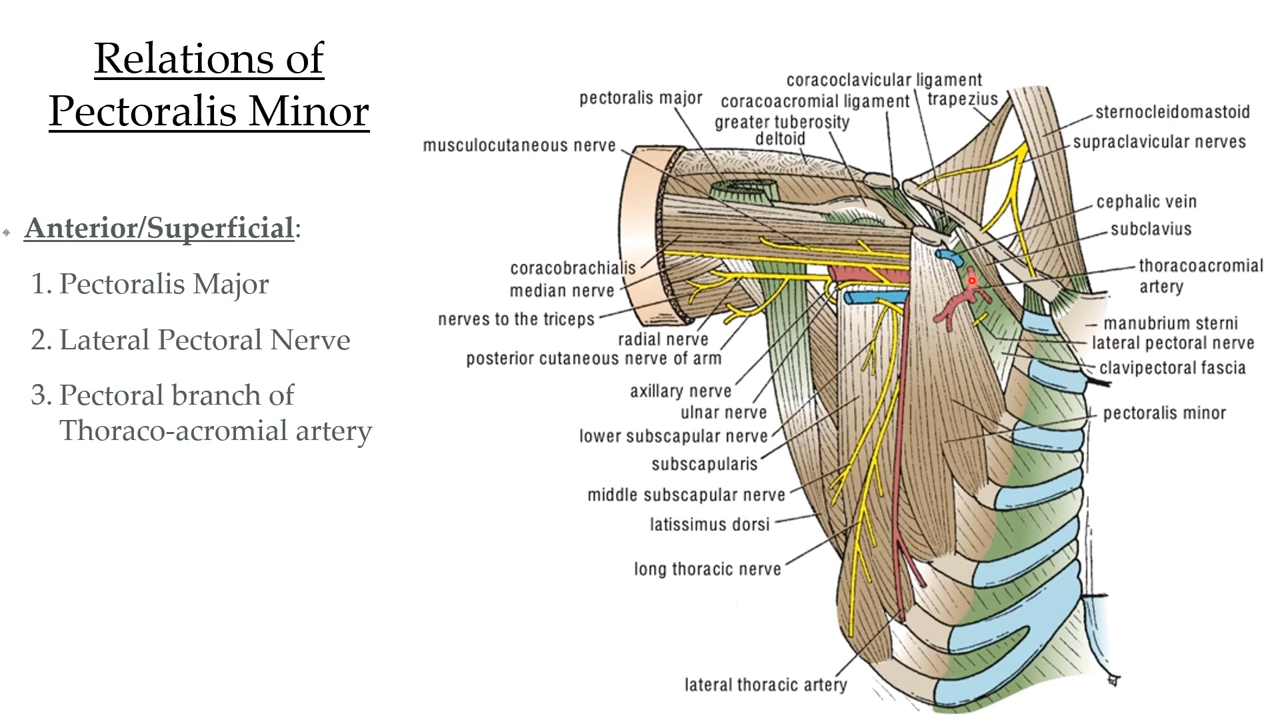 Relations of
Pectoralis Minor
Anterior/Superficial:
1. Pectoralis Major
2. Lateral Pectoral Nerve
3. Pectoral branch of
Thoraco-acromial artery
coracoclavicular ligament
pectoralis major
coracoacromial ligament
trapezius
greater tuberosity
deltoid
musculocutaneous nerve
sternocleidomastoid
supraclavicular nerves
cephalic vein
subclavius
thoracoacromial
artery
manubrium sterni
lateral pectoral nerve
clavipectoral fascia
pectoralis minor
coracobrachialis
median nerve
nerves to the triceps
radial nerve
posterior cutaneous nerve of arm
axillary nerve
ulnar nerve
lower subscapular nerve
subscapularis
middle subscapular nerve
latissimus dorsi
long thoracic nerve
lateral thoracic artery